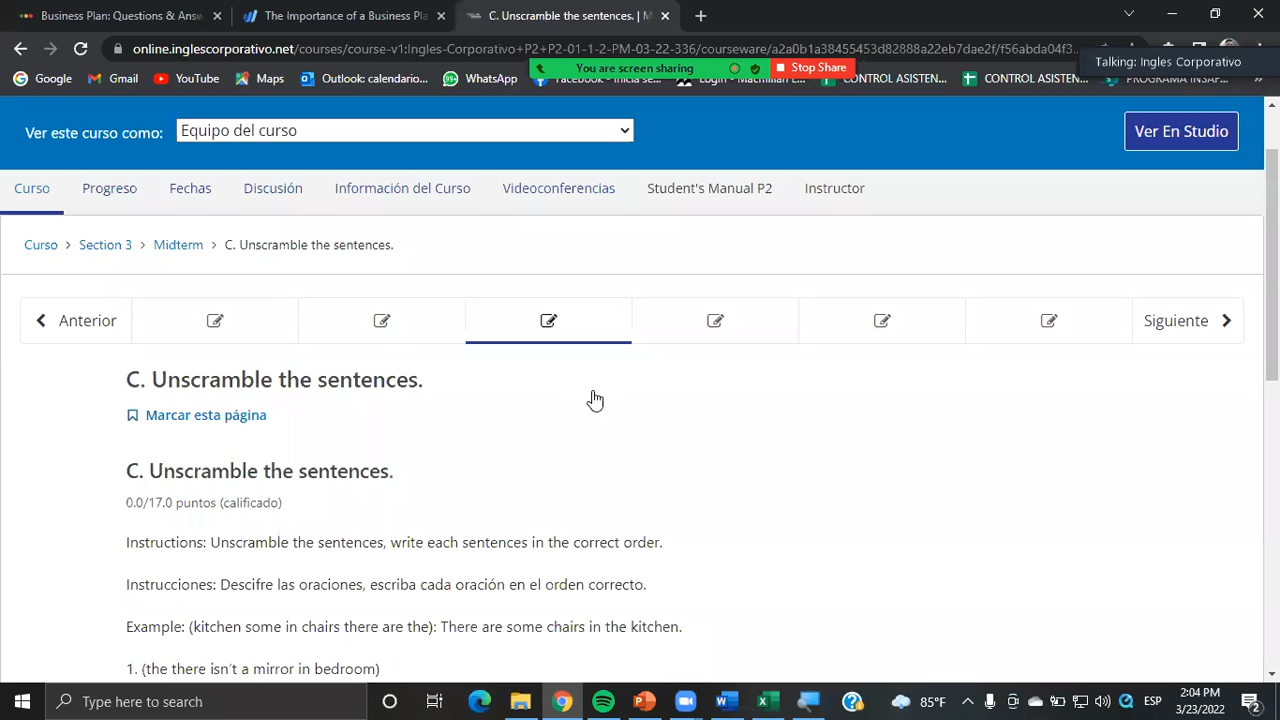 Business Plan: Questions & Answ
The Importance of a Business Pla
C. Unscramble the sentences. | M
online.inglescorporativo.net/courses/course-v1:Ingles-Corporativo+P2+P2-01-1-2-PM-03-22-336/courseware/a2a0b1a38455453d82888a22eb7dae2f/f56abda04f3...
Talking: Ingles Corporativo
You are screen sharing
Stop Share
Google
Gmail
YouTube
Maps
Outlook: calendario...
WhatsApp
Facebook - Inicia se...
Login - Macmillan E...
CONTROL ASISTEN...
CONTROL ASISTEN...
PROGRAMA INSAF...
Ver este curso como:
Equipo del curso
Ver En Studio
Curso
Progreso
Fechas
Discusión
Información del Curso
Videoconferencias
Student's Manual P2
Instructor
Curso > Section 3 > Midterm > C. Unscramble the sentences.
Anterior
Siguiente
C. Unscramble the sentences.
Marcar esta página
C. Unscramble the sentences.
0.0/17.0 puntos (calificado)
Instructions: Unscramble the sentences, write each sentences in the correct order.
Instrucciones: Descifre las oraciones, escriba cada oración en el orden correcto.
Example: (kitchen some in chairs there are the): There are some chairs in the kitchen.
1. (the there isn´t a mirror in bedroom)
Type here to search
85°F
ESP
2:04 PM
3/23/2022
2